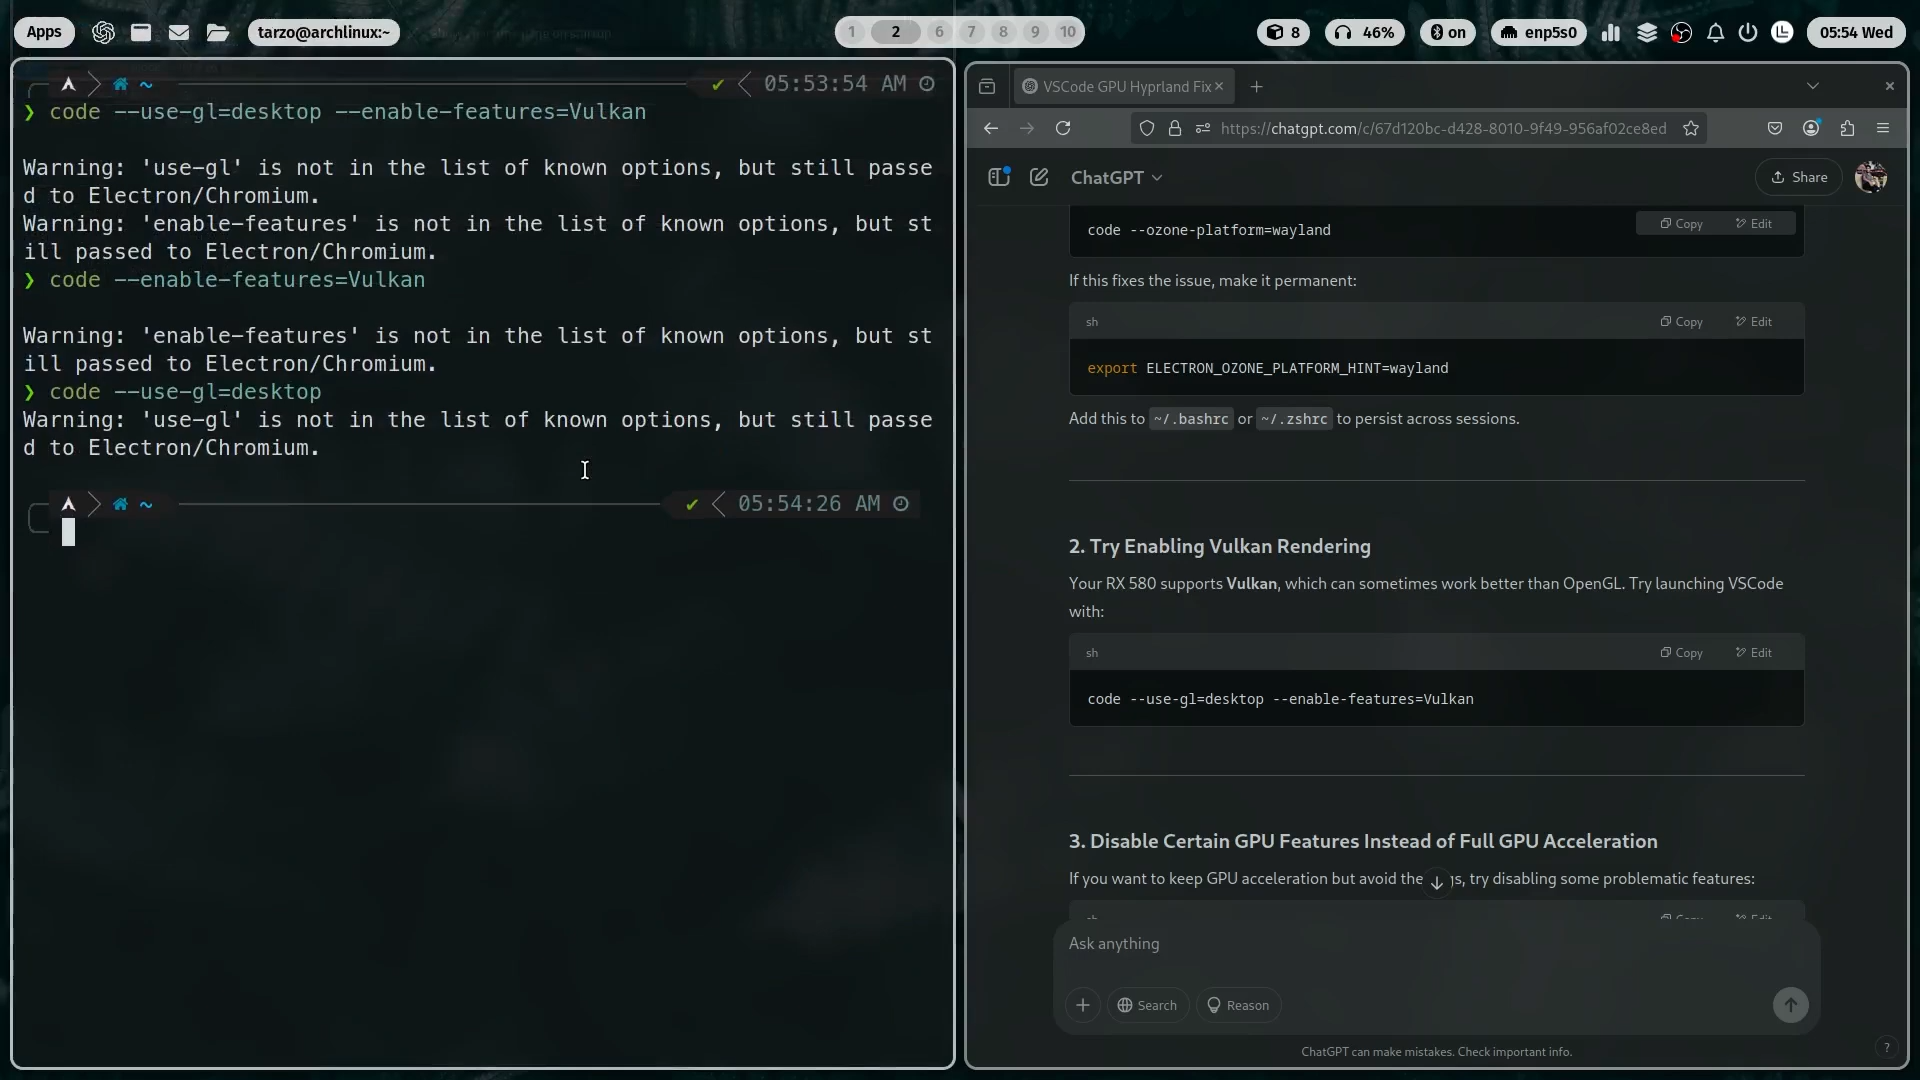 Apps
tarzo@archlinux:~
1 2 6 7 8 9 10
8
46%
on
enp5s0
05:54 Wed
~ ✔ 05:53:54 AM
❯ code --use-gl=desktop --enable-features=Vulkan
Warning: 'use-gl' is not in the list of known options, but still passe
d to Electron/Chromium.
Warning: 'enable-features' is not in the list of known options, but st
ill passed to Electron/Chromium.
❯ code --enable-features=Vulkan
Warning: 'enable-features' is not in the list of known options, but st
ill passed to Electron/Chromium.
❯ code --use-gl=desktop
Warning: 'use-gl' is not in the list of known options, but still passe
d to Electron/Chromium.
~ ✔ 05:54:26 AM
VSCode GPU Hyprland Fix
https://chatgpt.com/c/67d120bc-d428-8010-9f49-956af02ce8ed
ChatGPT
Share
Copy Edit
code --ozone-platform=wayland
If this fixes the issue, make it permanent:
sh Copy Edit
export ELECTRON_OZONE_PLATFORM_HINT=wayland
Add this to ~/.bashrc or ~/.zshrc to persist across sessions.
2. Try Enabling Vulkan Rendering
Your RX 580 supports Vulkan, which can sometimes work better than OpenGL. Try launching VSCode
with:
sh Copy Edit
code --use-gl=desktop --enable-features=Vulkan
3. Disable Certain GPU Features Instead of Full GPU Acceleration
If you want to keep GPU acceleration but avoid the try disabling some problematic features:
sh Copy Edit
Ask anything
Search
Reason
ChatGPT can make mistakes. Check important info.
?